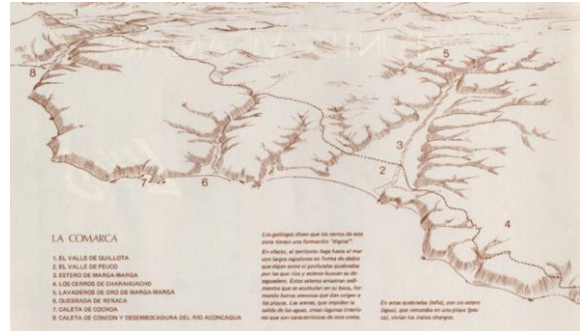 1
8
5
3
2
7
6
4
LA COMARCA
1. EL VALLE DE QUILLOTA
2. EL VALLE DE PEUCO
3. ESTERO DE MARGA-MARGA
4. LOS CERROS DE CHARAHUACHO
5. LAVADEROS DE ORO DE MARGA-MARGA
6. QUEBRADA DE REÑACA
7. CALETA DE COCHOA
8. CALETA DE CONCON Y DESEMBOCADURA DEL RIO ACONCAGUA
Los geólogos dicen que los cerros de esta
zona tienen una formación "digital".
En efecto, el territorio llega hasta el mar
con largos espolones en forma de dedos
que dejan entre sí profundas quebradas
por las que ríos y esteros buscan su de-
saguadero. Estos esteros arrastran sedi-
mento que se acumulan en su boca, for-
mando barras arenosas que dan origen a
las playas. Las arenas, que impiden la
salida de las aguas, crean lagunas interio-
res que son características de esta costa.
En estas quebradas (lofla), con un estero
(agua), que remataba en una playa (pes-
ca), vivían los indios changos.